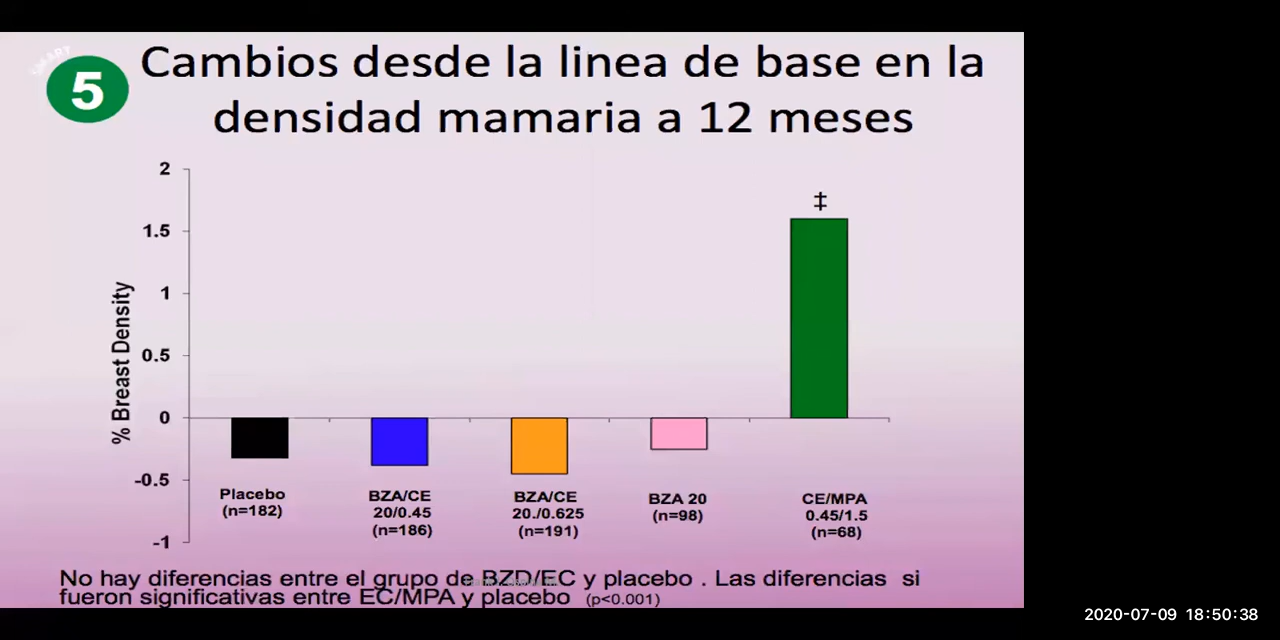 SMART
5
Cambios desde la linea de base en la
densidad mamaria a 12 meses
% Breast Density
2
1.5
1
0.5
0
-0.5
-1
‡
Placebo
(n=182)
BZA/CE
20/0.45
(n=186)
BZA/CE
20./0.625
(n=191)
BZA 20
(n=98)
CE/MPA
0.45/1.5
(n=68)
No hay diferencias entre el grupo de BZD/EC y placebo . Las diferencias si
fueron significativas entre EC/MPA y placebo (p<0.001)
2020-07-09 18:50:38